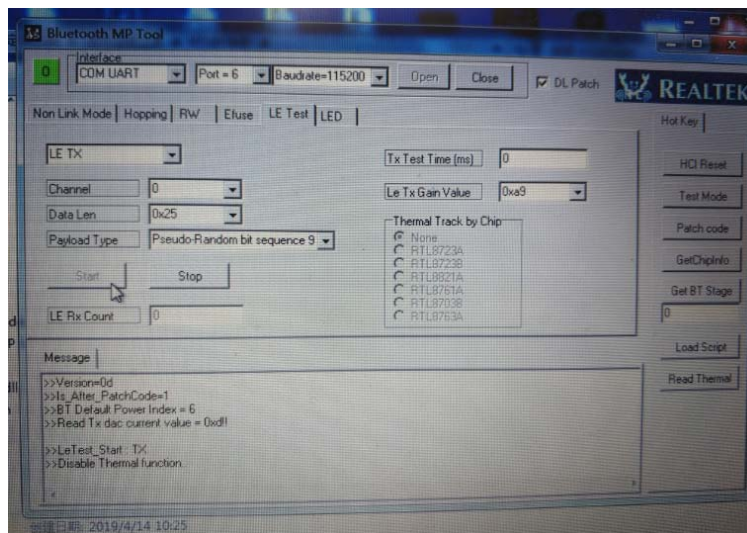 Bluetooth MP Tool
Interface
0
COM UART
Port = 6
Baudrate=115200
Open
Close
DL Patch
REALTEK
Non Link Mode
Hopping
RW
Efuse
LE Test
LED
Hot Key
LE TX
Tx Test Time (ms)
0
HCI Reset
Channel
0
Le Tx Gain Value
0xa9
Test Mode
Data Len
0x25
Thermal Track by Chip
Patch code
Payload Type
Pseudo-Random bit sequence 9
None
RTL8723A
RTL8723B
RTL8821A
RTL8761A
RTL8703B
RTL8763A
GetChipInfo
Start
Stop
Get BT Stage
0
LE Rx Count
0
Load Script
Message
Read Thermal
>>Version=0d
>>Is_After_PatchCode=1
>>BT Default Power Index = 6
>>Read Tx dac current value = 0xd!!
>>LeTest_Start : TX
>>Disable Thermal function
创建日期: 2019/4/14 10:25